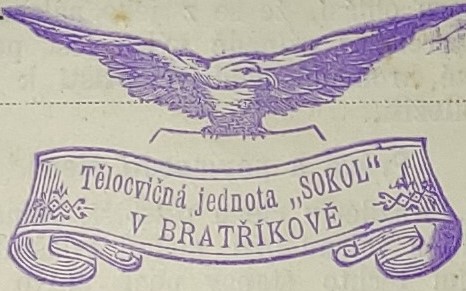 Tělocvičná jednota „SOKOL“
V BRATŘÍKOVĚ